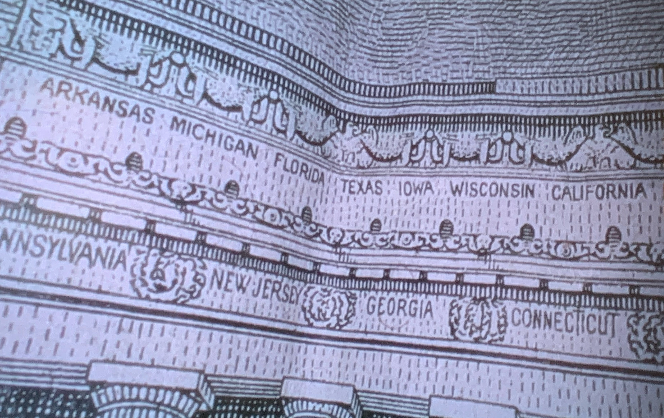 ARKANSAS MICHIGAN FLORIDA TEXAS IOWA WISCONSIN CALIFORNIA
NNSYLVANIA NEW JERSEY GEORGIA CONNECTICUT